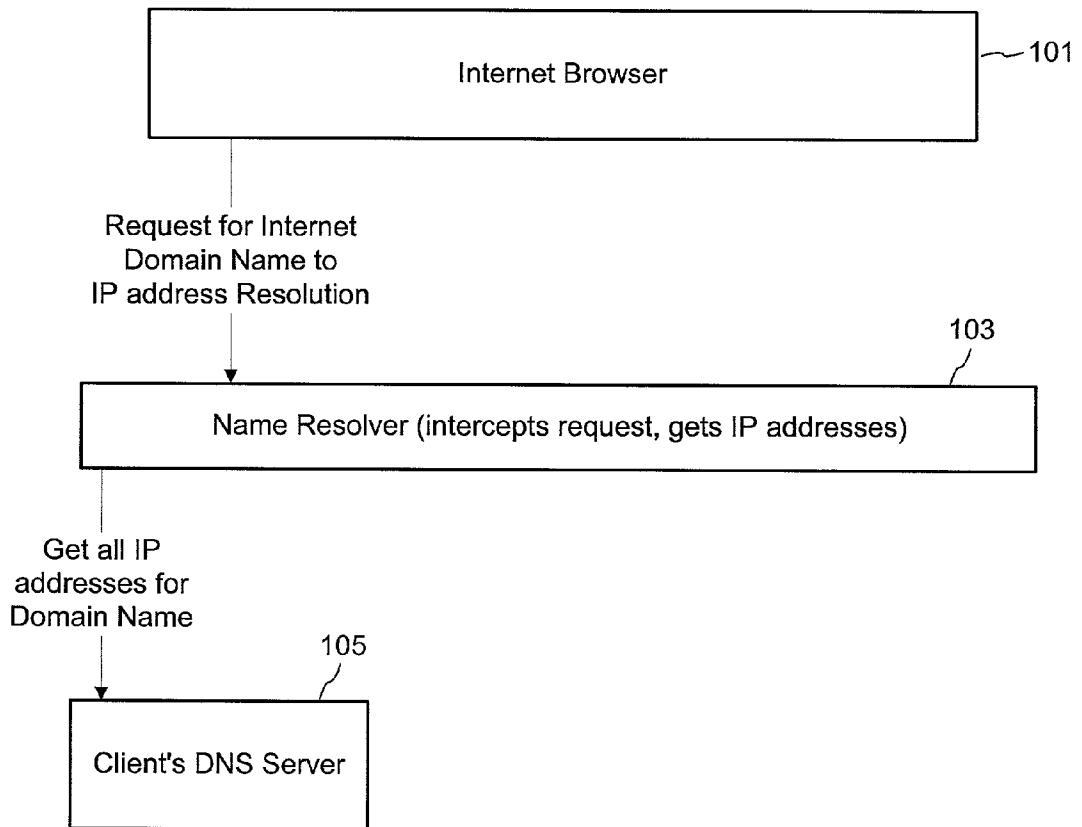 Internet Browser
101
Request for Internet
Domain Name to
IP address Resolution
103
Name Resolver (intercepts request, gets IP addresses)
Get all IP
addresses for
Domain Name
105
Client's DNS Server